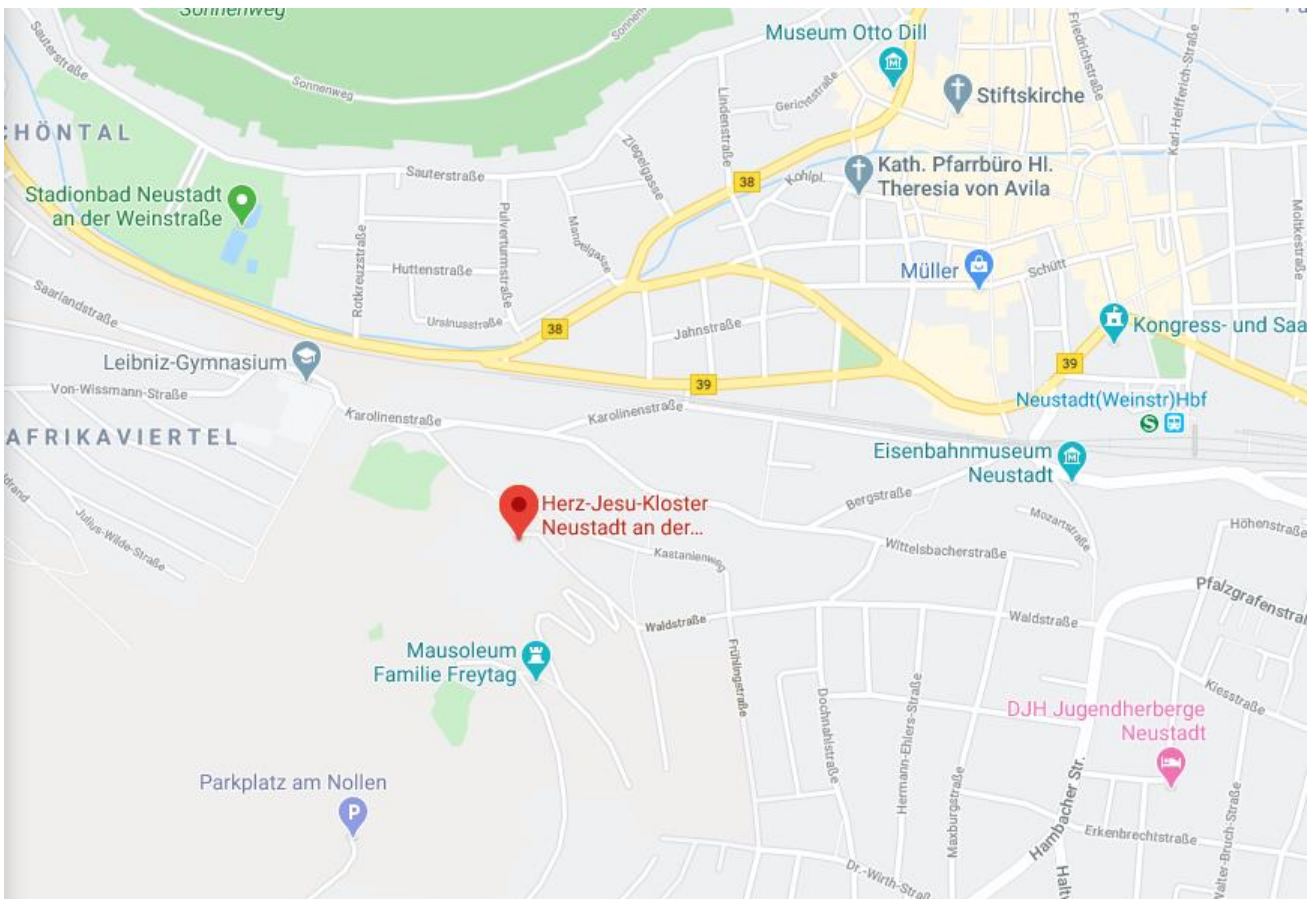 Sonnenweg
Sauterstraße
Sonnenweg
Sonnenw
Museum Otto Dill
Friedrichstraße
Karl-Helfferich-Straße
Lindenstraße
Gerichtstraße
Stiftskirche
CHÖNTAL
Stadionbad Neustadt
an der Weinstraße
Sauterstraße
Ziegelgasse
38
Kohlpl.
Kath. Pfarrbüro Hl.
Theresia von Avila
Moltkestraße
Pulverturmstraße
Mandelgasse
Rotkreuzstraße
Huttenstraße
Müller
Schütt
Saarlandstraße
Ursinusstraße
38
Jahnstraße
Kongress- und Saa
Leibniz-Gymnasium
39
39
Von-Wissmann-Straße
Karolinenstraße
Karolinenstraße
Neustadt(Weinstr)Hbf
S
AFRIKAVIERTEL
Eisenbahnmuseum
Neustadt
ldrand
Julius-Wilde-Straße
Herz-Jesu-Kloster
Neustadt an der...
Bergstraße
Mozartstraße
Höhenstraße
Kastanienweg
Wittelsbacherstraße
Pfalzgrafenstra
Waldstraße
Waldstraße
Mausoleum
Familie Freytag
Frühlingstraße
Dochnahlstraße
Hermann-Ehlers-Straße
Kiesstraße
DJH Jugendherberge
Neustadt
Parkplatz am Nollen
P
Maxburgstraße
Hambacher Str.
Erkenbrechtstraße
Walter-Bruch-Straße
Dr.-Wirth-Straß
Haltw